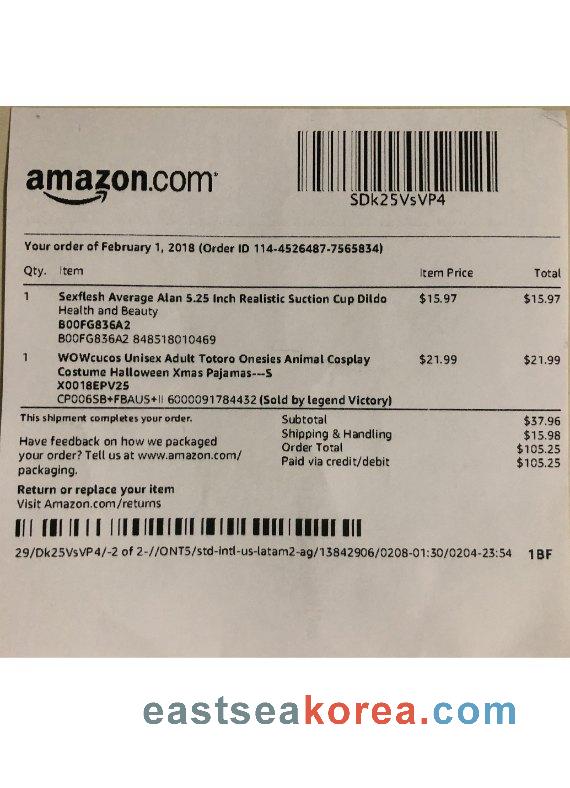 amazon.com
SDk25VsVP4
Your order of February 1, 2018 (Order ID 114-4526487-7565834)
Qty. Item Item Price Total
1 Sexflesh Average Alan 5.25 Inch Realistic Suction Cup Dildo $15.97 $15.97
Health and Beauty
B00FG836A2
B00FG836A2 848518010469
1 WOWcucos Unisex Adult Totoro Onesies Animal Cosplay $21.99 $21.99
Costume Halloween Xmas Pajamas---S
X0018EPV25
CP006SB+FBAUS+II 6000091784432 (Sold by legend Victory)
This shipment completes your order.
Have feedback on how we packaged
your order? Tell us at www.amazon.com/
packaging.
Subtotal $37.96
Shipping & Handling $15.98
Order Total $105.25
Paid via credit/debit $105.25
Return or replace your item
Visit Amazon.com/returns
29/Dk25VsVP4/-2 of 2-//ONT5/std-intl-us-latam2-ag/13842906/0208-01:30/0204-23:54 1BF
eastseakorea.com